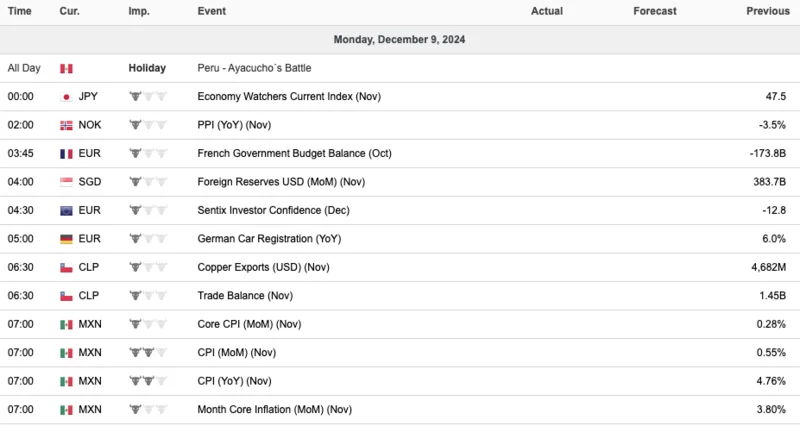 Time Cur. Imp. Event Actual Forecast Previous
Monday, December 9, 2024
All Day Holiday Peru - Ayacucho`s Battle
00:00 JPY Economy Watchers Current Index (Nov) 47.5
02:00 NOK PPI (YoY) (Nov) -3.5%
03:45 EUR French Government Budget Balance (Oct) -173.8B
04:00 SGD Foreign Reserves USD (MoM) (Nov) 383.7B
04:30 EUR Sentix Investor Confidence (Dec) -12.8
05:00 EUR German Car Registration (YoY) 6.0%
06:30 CLP Copper Exports (USD) (Nov) 4,682M
06:30 CLP Trade Balance (Nov) 1.45B
07:00 MXN Core CPI (MoM) (Nov) 0.28%
07:00 MXN CPI (MoM) (Nov) 0.55%
07:00 MXN CPI (YoY) (Nov) 4.76%
07:00 MXN Month Core Inflation (MoM) (Nov) 3.80%